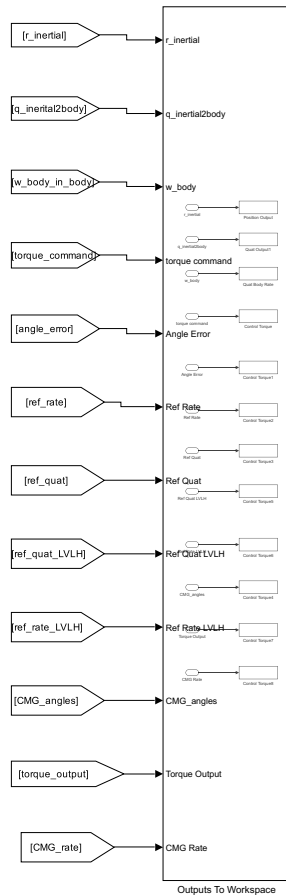 [r_inertial]
r_inertial
[q_inerital2body]
q_inertial2body
[w_body_in_body]
w_body
r_inertial
Position Output
q_inertial2body
Quat Output1
[torque_command]
torque command
w_body
Quat Body Rate
torque command
Control Torque
[angle_error]
Angle Error
Angle Error
Control Torque1
[ref_rate]
Ref Rate
Ref Rate
Control Torque2
Ref Quat
Control Torque3
[ref_quat]
Ref Quat
Ref Quat LVLH
Control Torque5
[ref_quat_LVLH]
Ref Quat LVLH
Control Torque6
CMG_angles
Control Torque4
[ref_rate_LVLH]
Ref Rate LVLH
Torque Output
Control Torque7
CMG Rate
Control Torque8
[CMG_angles]
CMG_angles
[torque_output]
Torque Output
[CMG_rate]
CMG Rate
Outputs To Workspace